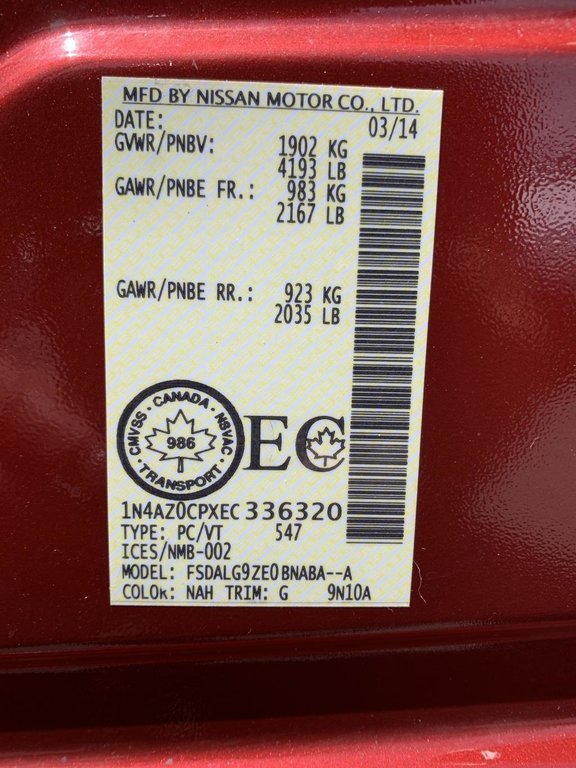 MFD BY NISSAN MOTOR CO., LTD.
DATE: 03/14
GVWR/PNBV: 1902 KG
4193 LB
GAWR/PNBE FR.: 983 KG
2167 LB
GAWR/PNBE RR.: 923 KG
2035 LB
CMVSS · CANADA · NSVAC · TRANSPORT ·
986
EC
1N4AZ0CPXEC336320
TYPE: PC/VT 547
ICES/NMB-002
MODEL: FSDALG9ZE0BNABA--A
COLOR: NAH TRIM: G 9N10A